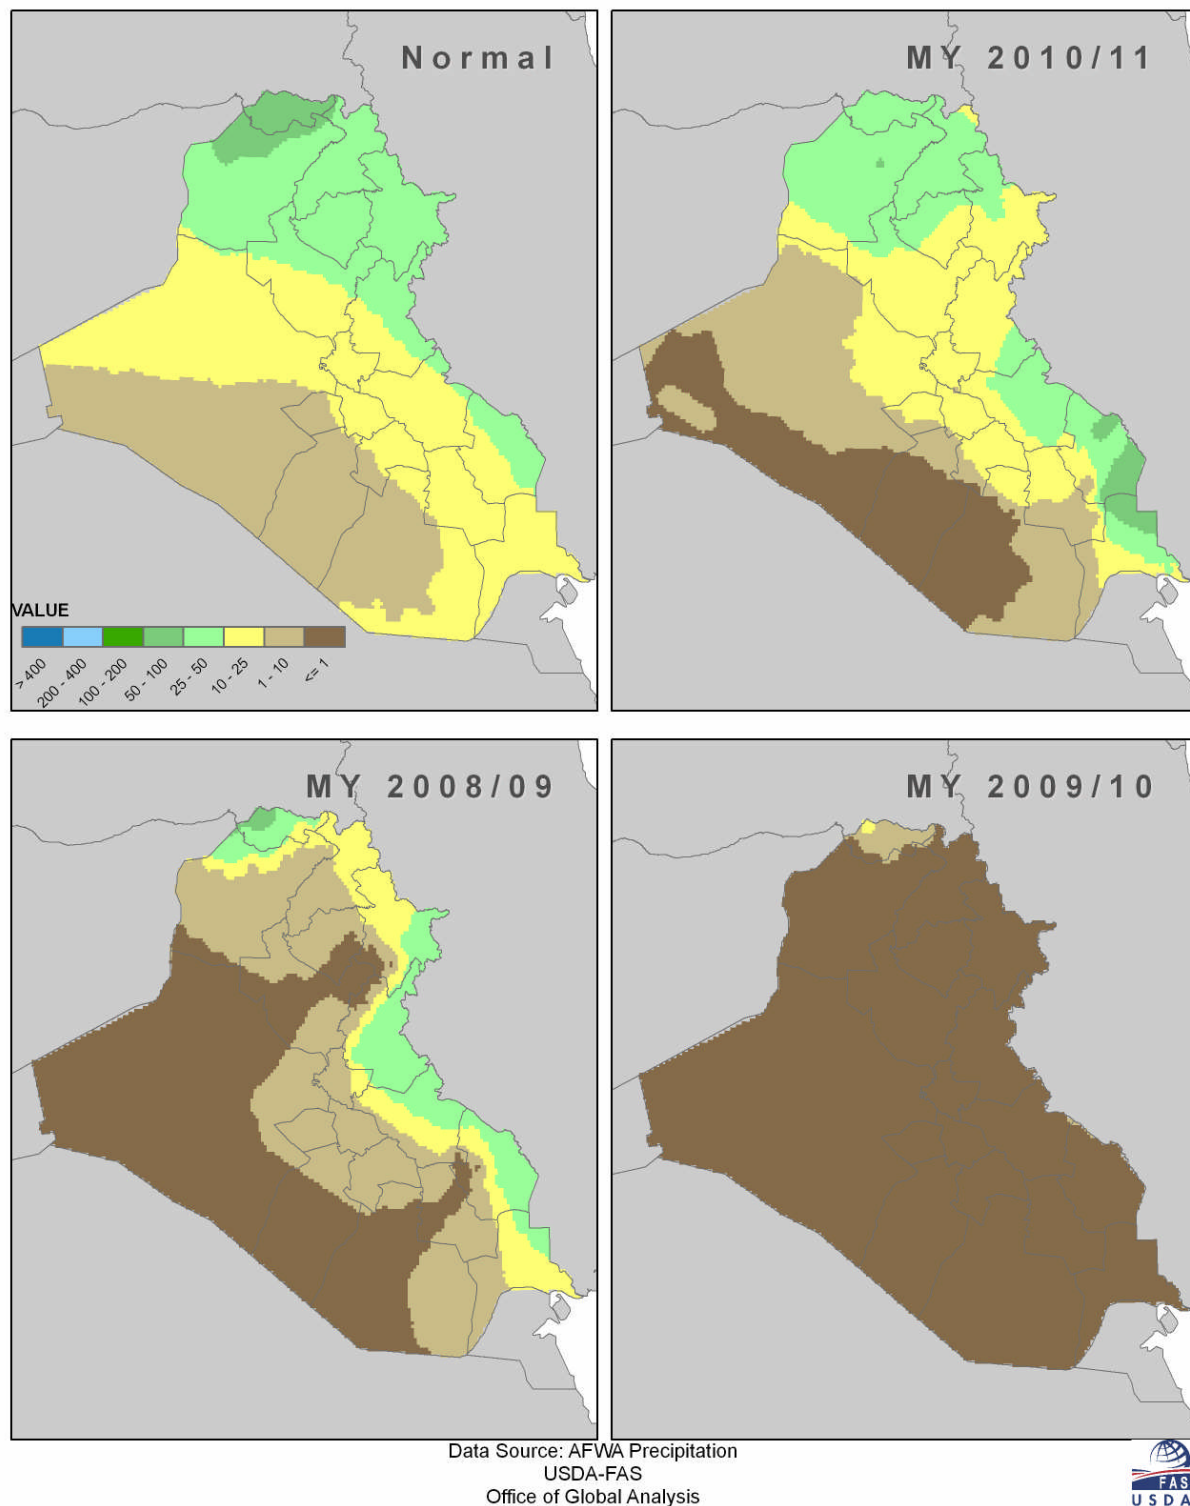 Normal
MY 2010/11
VALUE
> 400
200 - 400
100 - 200
50 - 100
25 - 50
10 - 25
1 - 10
<= 1
MY 2008/09
MY 2009/10
Data Source: AFWA Precipitation
USDA-FAS
Office of Global Analysis
FAS
USDA